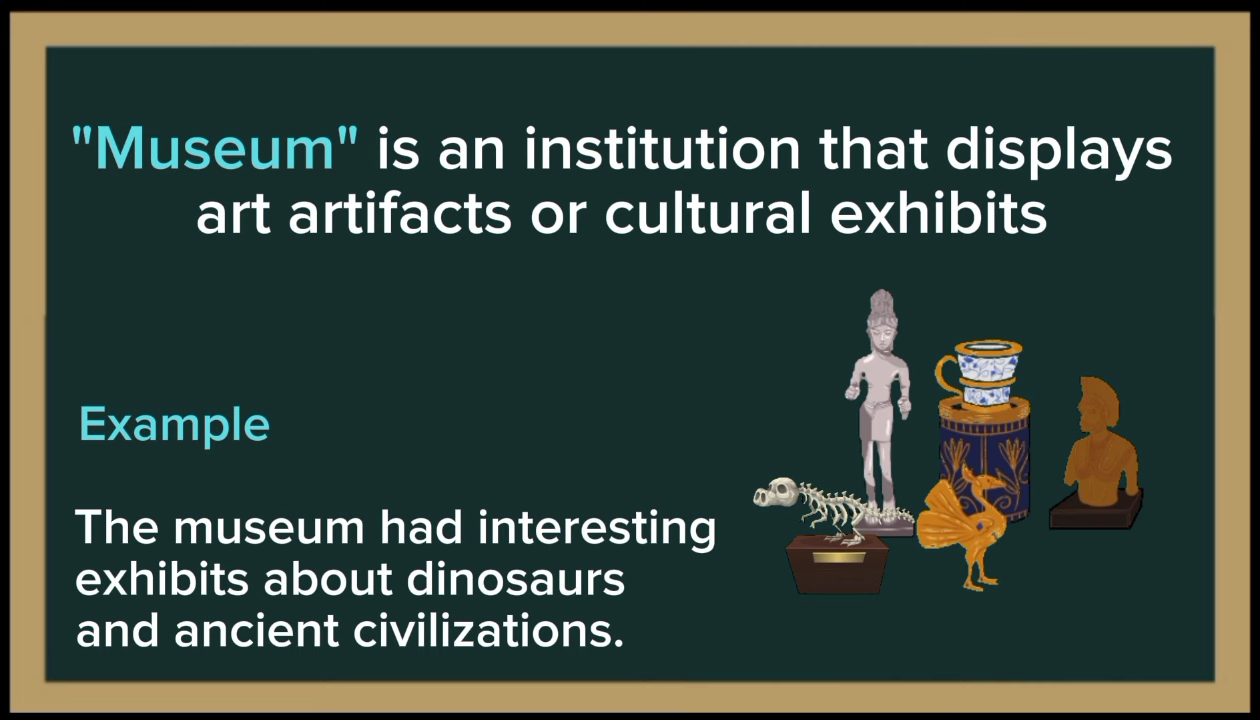 "Museum" is an institution that displays
art artifacts or cultural exhibits
Example
The museum had interesting
exhibits about dinosaurs
and ancient civilizations.